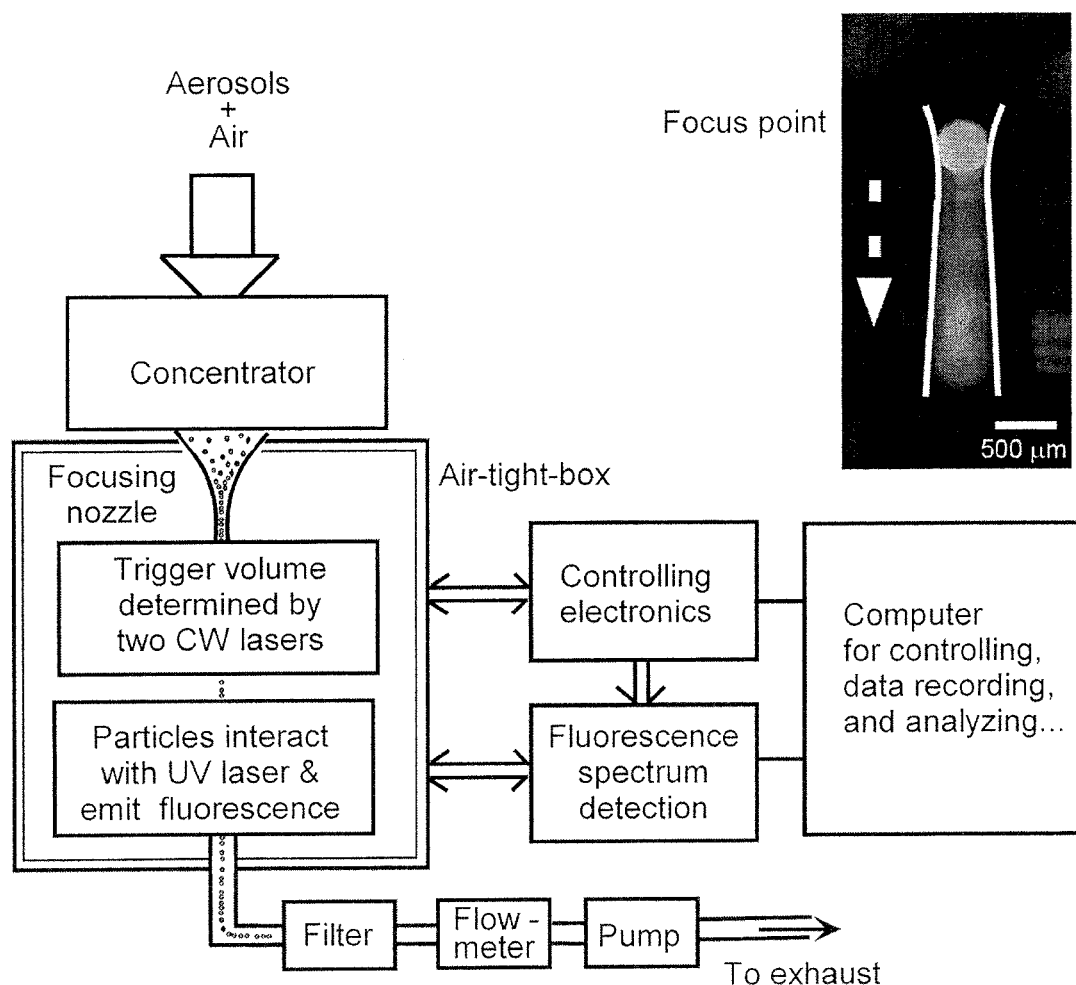 Aerosols
+
Air
Focus point
500 μm
Concentrator
Focusing
nozzle
Air-tight-box
Trigger volume
determined by
two CW lasers
Controlling
electronics
Computer
for controlling,
data recording,
and analyzing...
Particles interact
with UV laser &
emit fluorescence
Fluorescence
spectrum
detection
Filter
Flow -
meter
Pump
To exhaust